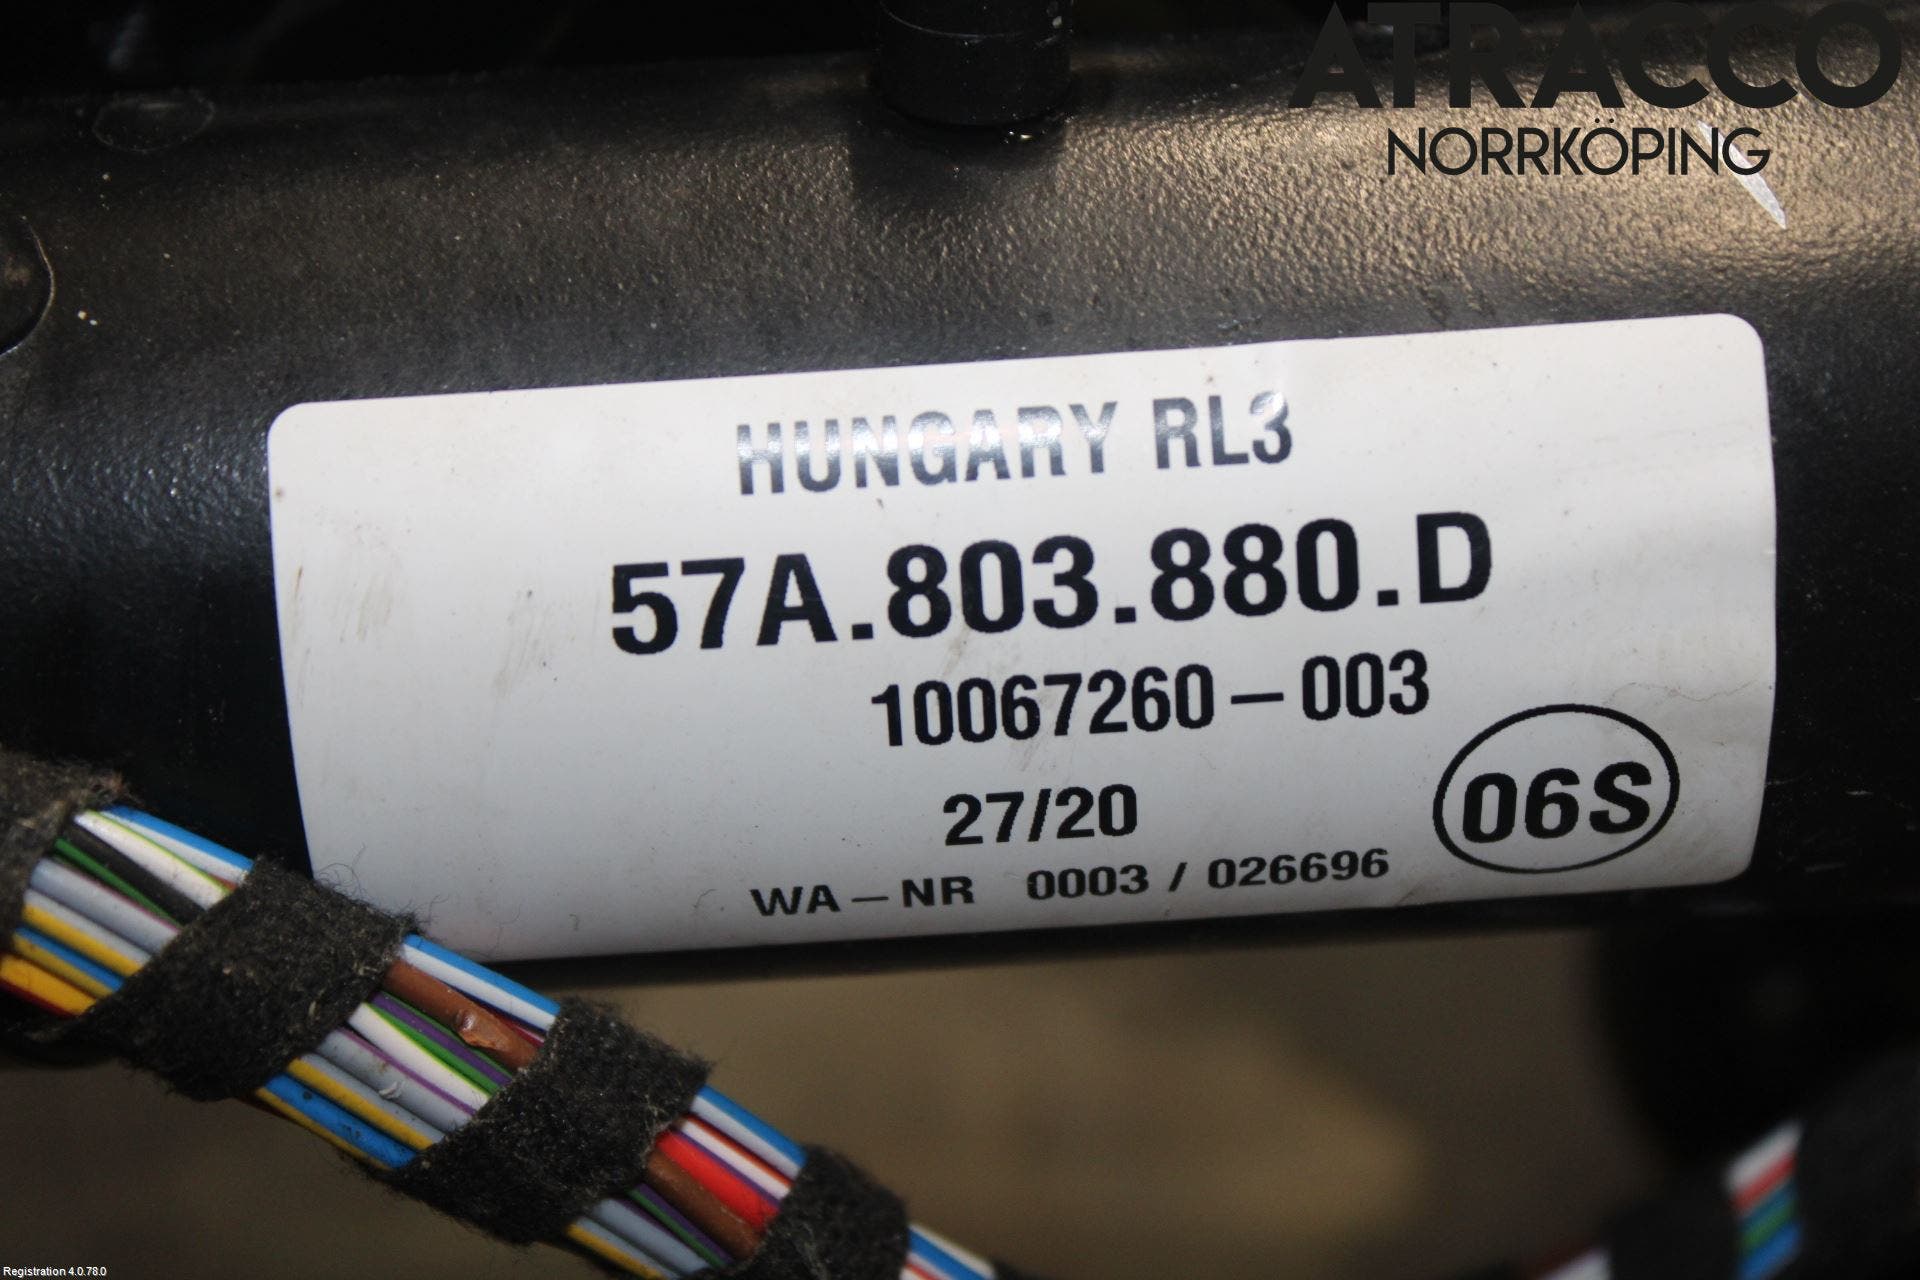 ATRACCO
NORRKÖPING
HUNGARY RL3
57A.803.880.D
10067260-003
27/20
06S
WA-NR 0003 / 026696
Registration 4.0.78.0